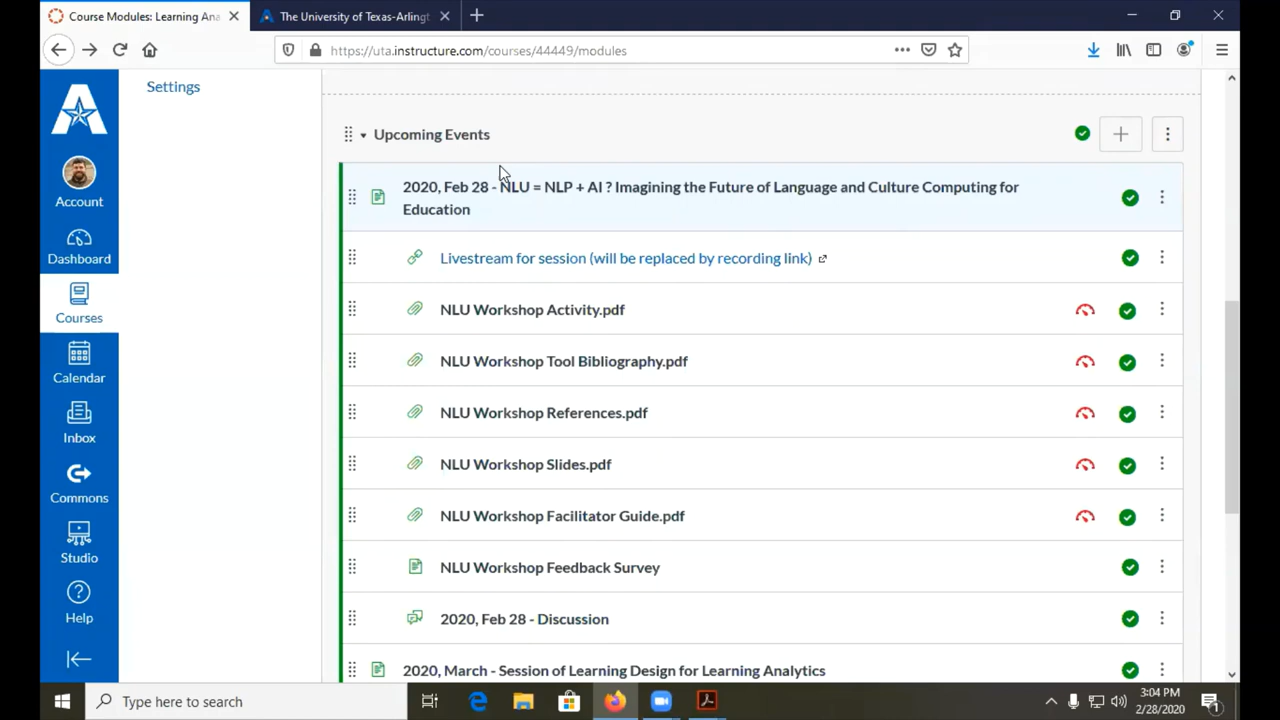 Course Modules: Learning Ana
The University of Texas-Arlingt
https://uta.instructure.com/courses/44449/modules
Settings
Account
Dashboard
Courses
Calendar
Inbox
Commons
Studio
Help
Upcoming Events
2020, Feb 28 - NLU = NLP + AI ? Imagining the Future of Language and Culture Computing for
Education
Livestream for session (will be replaced by recording link)
NLU Workshop Activity.pdf
NLU Workshop Tool Bibliography.pdf
NLU Workshop References.pdf
NLU Workshop Slides.pdf
NLU Workshop Facilitator Guide.pdf
NLU Workshop Feedback Survey
2020, Feb 28 - Discussion
2020, March - Session of Learning Design for Learning Analytics
Type here to search
3:04 PM
2/28/2020
1